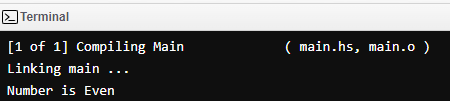 Terminal
[1 of 1] Compiling Main             ( main.hs, main.o )
Linking main ...
Number is Even